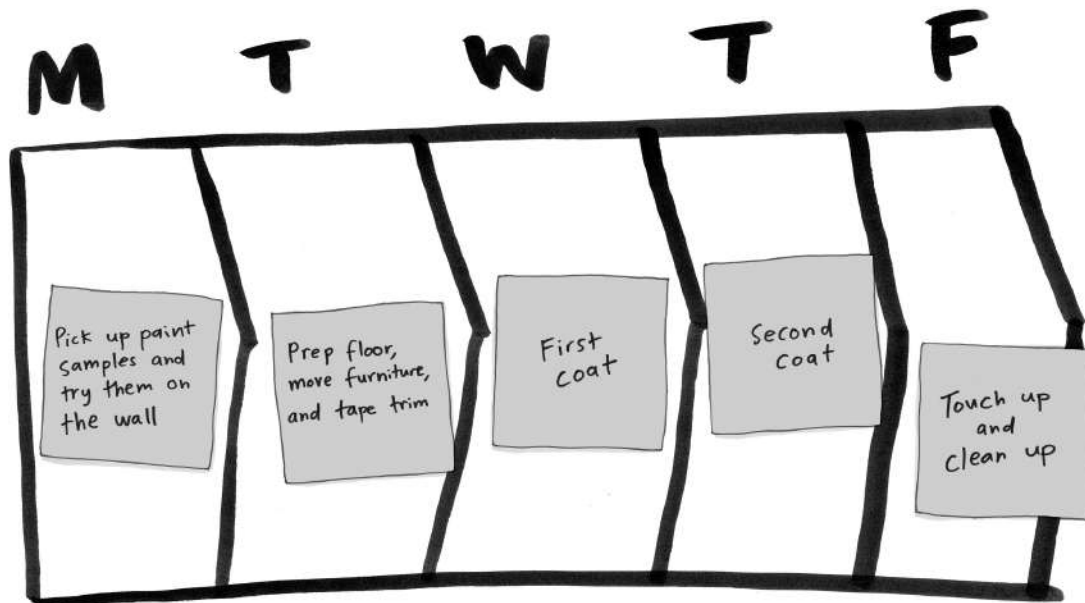 M T W T F
Pick up paint
samples and
try them on
the wall
Prep floor,
move furniture,
and tape trim
First
coat
Second
coat
Touch up
and
clean up